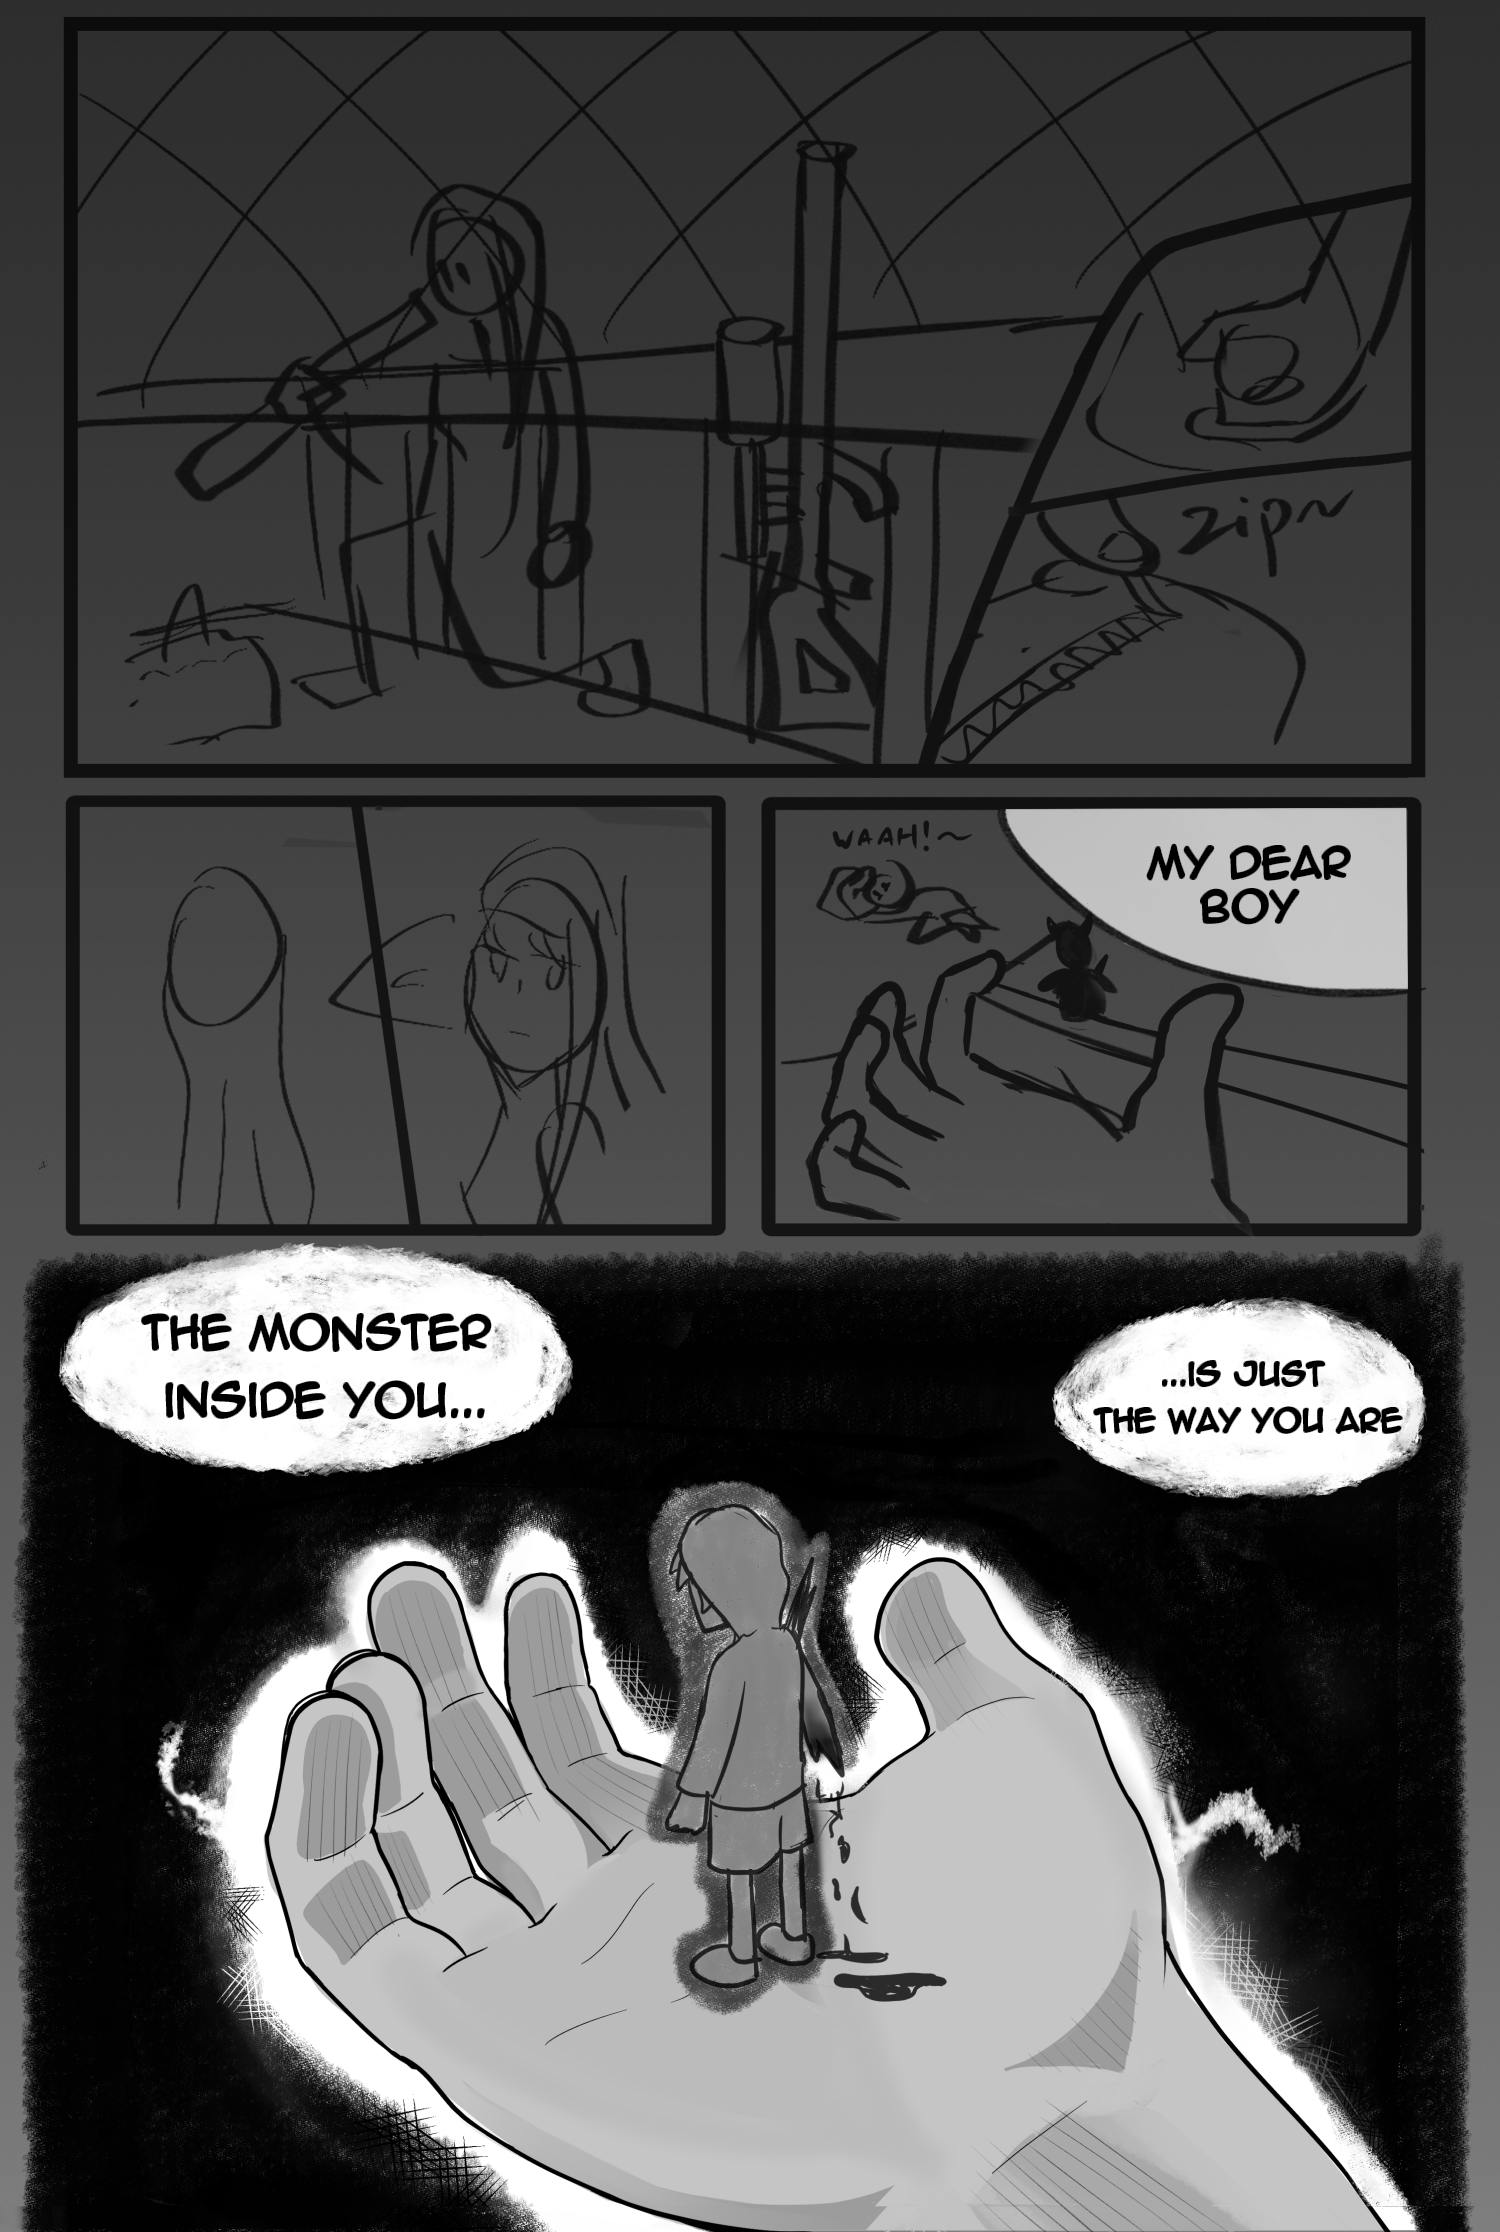 zip~
WAAH!~
MY DEAR
BOY
THE MONSTER
INSIDE YOU...
...IS JUST
THE WAY YOU ARE